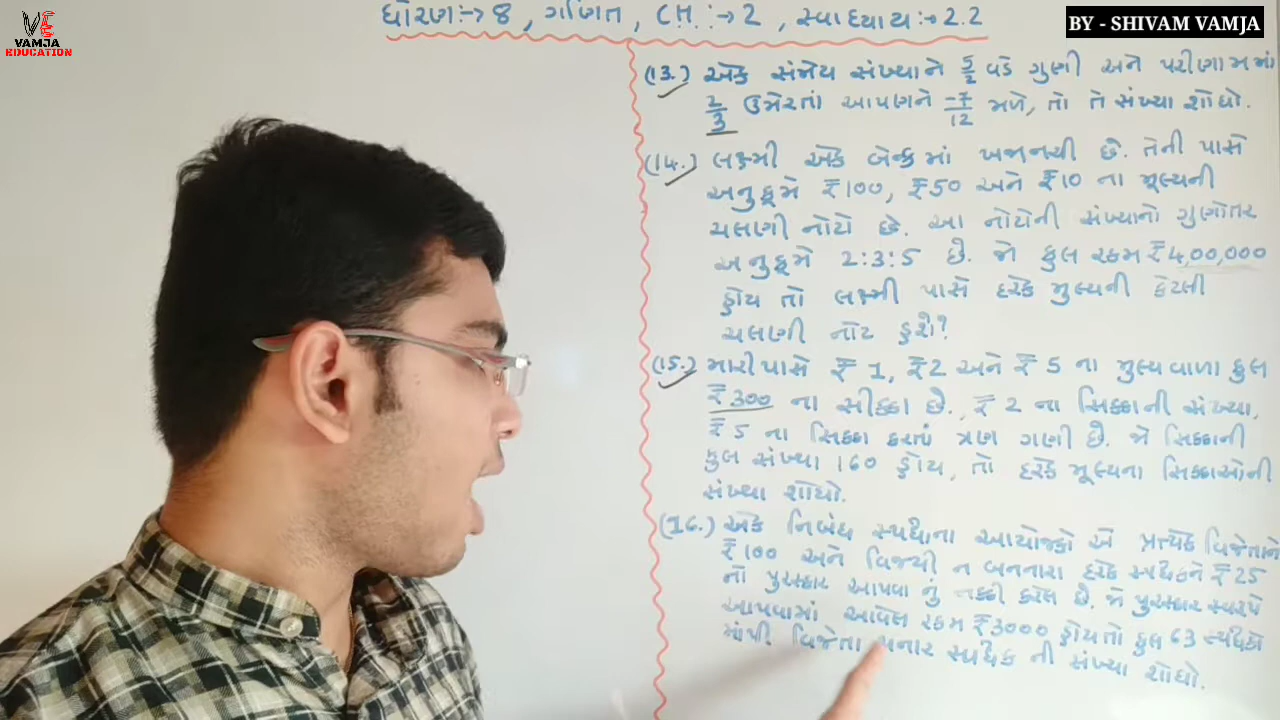 VE
VAMJA
EDUCATION
ધોરણ:-> 8 , ગણિત , CH. :-> 2 , સ્વાધ્યાય :-> 2.2
BY - SHIVAM VAMJA
(13.) એક સંમેય સંખ્યાને 5/2 વડે ગુણી અને પરીણામમાં
2/3 ઉમેરતાં આપણને -7/12 મળે, તો તે સંખ્યા શોધો.
(14.) લક્ષ્મી એક બેન્કમાં ખજાનચી છે. તેની પાસે
અનુક્રમે ₹100, ₹50 અને ₹10 ના મૂલ્યની
ચલણી નોટો છે. આ નોટોની સંખ્યાનો ગુણોતર
અનુક્રમે 2:3:5 છે. જો કુલ રકમ ₹4,00,000
હોય તો લક્ષ્મી પાસે દરેક મુલ્યની કેટલી
ચલણી નોટ હશે?
(15.) મારી પાસે ₹ 1, ₹2 અને ₹ 5 ના મુલ્ય વાળા કુલ
₹300 ના સીક્કા છે. ₹ 2 ના સિક્કાની સંખ્યા,
₹ 5 ના સિક્કા કરતાં ત્રણ ગણી છે. જો સિક્કાની
કુલ સંખ્યા 160 હોય, તો દરેક મૂલ્યના સિક્કાઓની
સંખ્યા શોધો.
(16.) એક નિબંધ સ્પર્ધાના આયોજકો એ પ્રત્યેક વિજેતાને
₹100 અને વિજયી ન બનનારા દરેક સ્પર્ધકને ₹25
નો પુરસ્કાર આપવા નું નક્કી કરેલ છે. જો પુરસ્કાર સ્વરૂપે
આપવામાં આવેલ રકમ ₹3000 હોય તો કુલ 63 સ્પર્ધકો
માંથી વિજેતા બનાર સ્પર્ધક ની સંખ્યા શોધો.